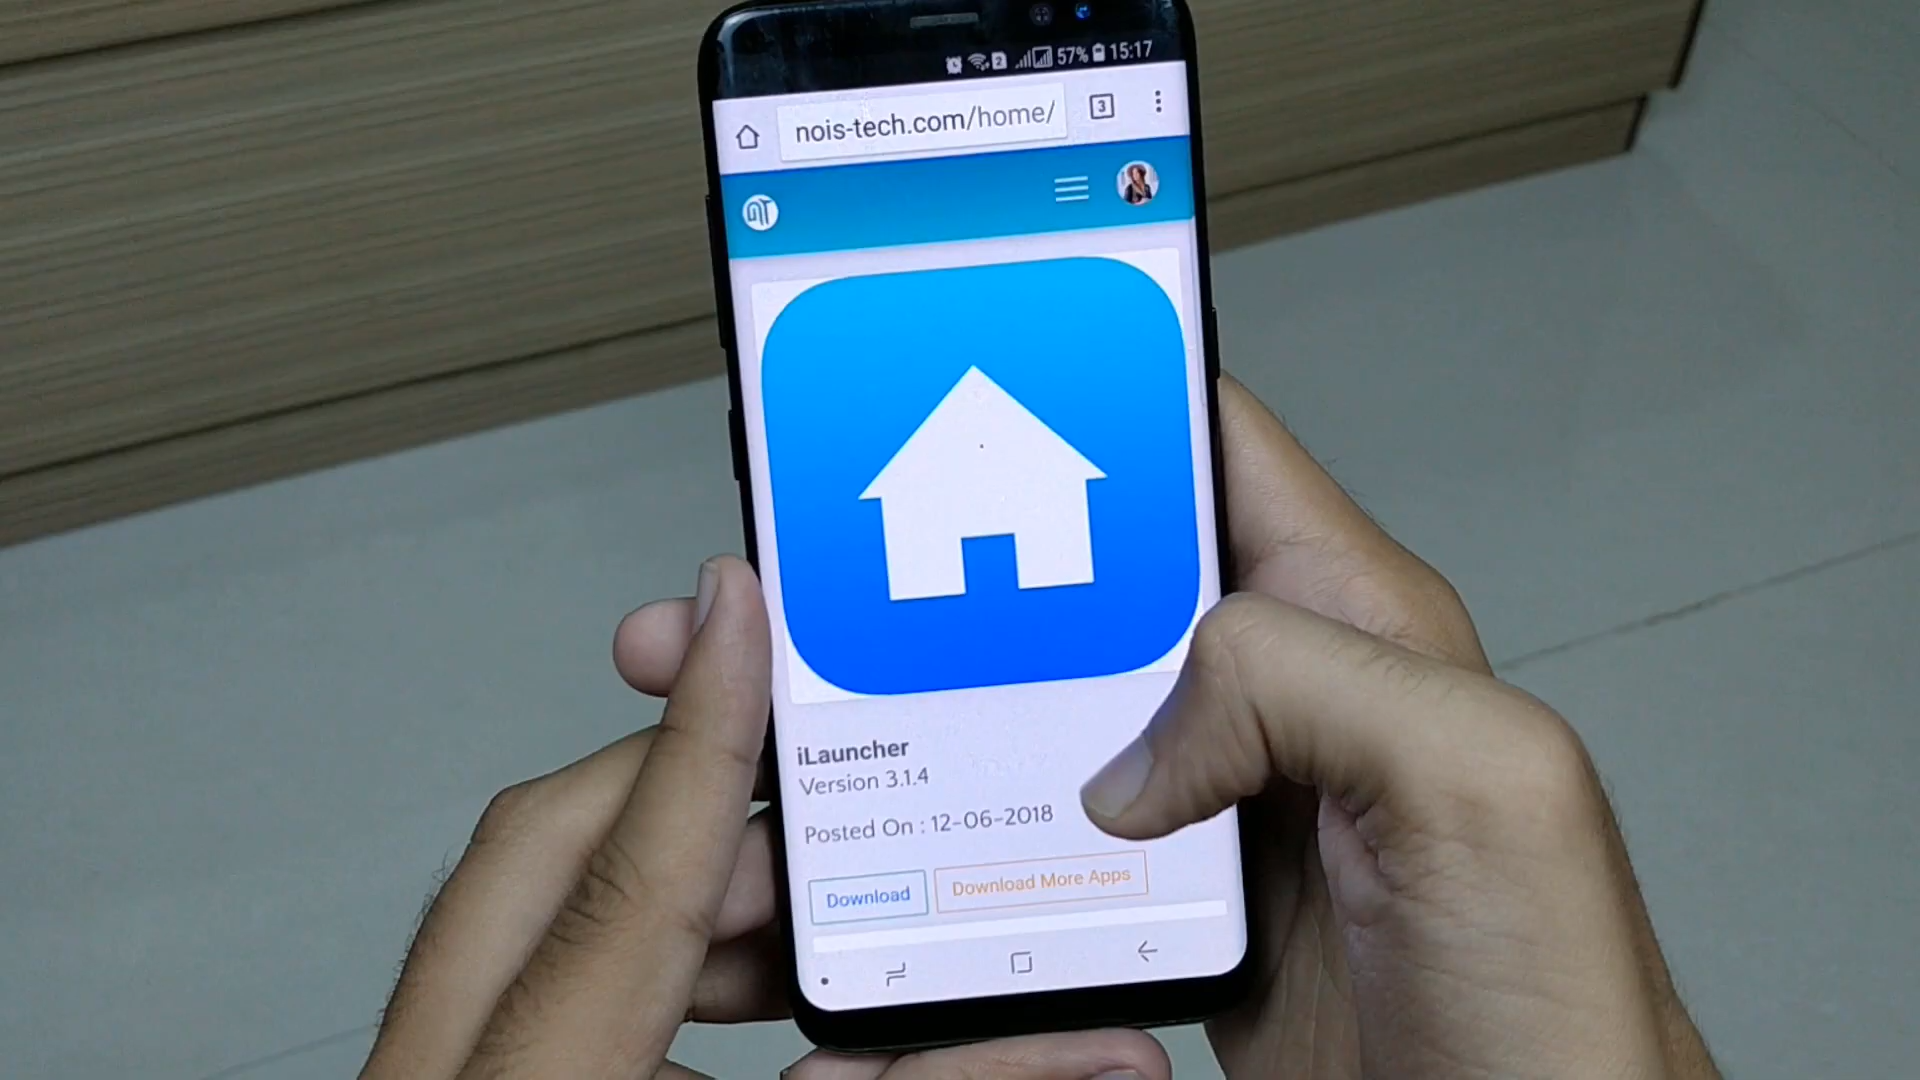 2 57% 15:17
nois-tech.com/home/ 3
iLauncher
Version 3.1.4
Posted On : 12-06-2018
Download Download More Apps